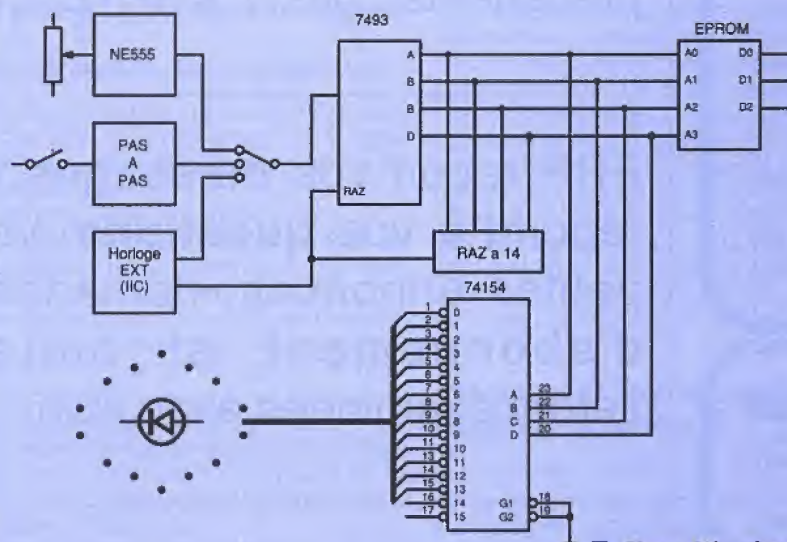 7493
EPROM
NE555
A
B
B
D
RAZ
A0
A1
A2
A3
D0
D1
D2
PAS
A
PAS
Horloge
EXT
(IIC)
RAZ a 14
74154
1
2
3
4
5
6
7
8
9
10
11
13
14
15
16
17
0
1
2
3
4
5
6
7
8
9
10
11
12
13
14
15
A
B
C
D
G1
G2
23
22
21
20
18
19